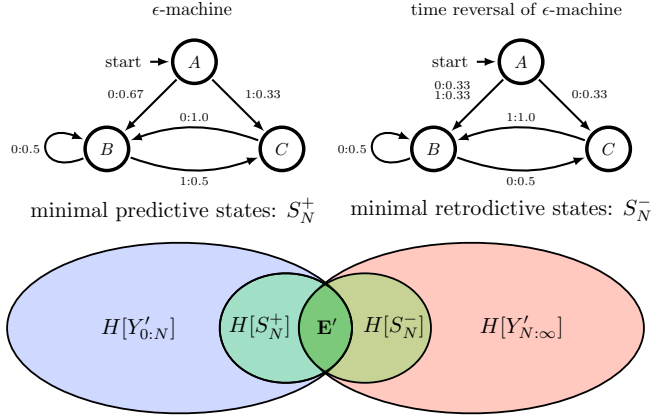 ϵ-machine
start
A
0:0.67
1:0.33
0:1.0
0:0.5
B
C
1:0.5
minimal predictive states: S_N^+
time reversal of ϵ-machine
start
A
0:0.33
1:0.33
0:0.33
1:1.0
0:0.5
B
C
0:0.5
minimal retrodictive states: S_N^-
H[Y'_{0:N}]
H[S_N^+]
E'
H[S_N^-]
H[Y'_{N:∞}]